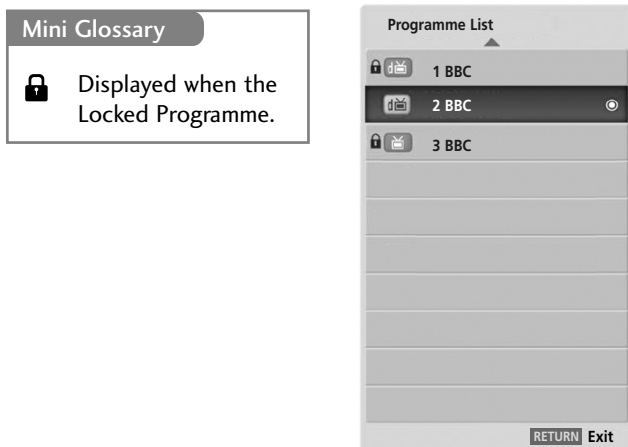 Mini Glossary
Displayed when the
Locked Programme.
Programme List
1 BBC
2 BBC
3 BBC
RETURN Exit